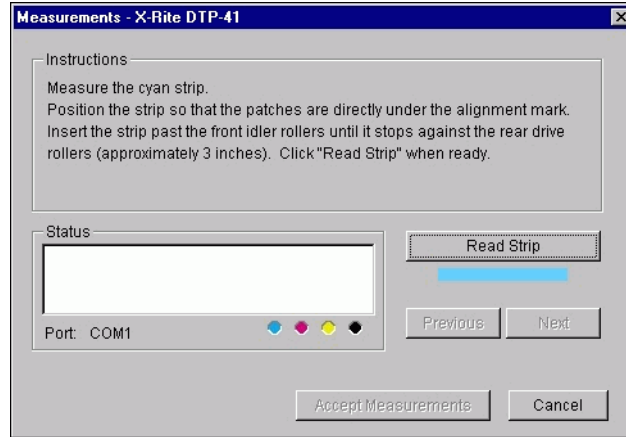 Measurements - X-Rite DTP-41
Instructions
Measure the cyan strip.
Position the strip so that the patches are directly under the alignment mark.
Insert the strip past the front idler rollers until it stops against the rear drive
rollers (approximately 3 inches).  Click "Read Strip" when ready.
Status
Read Strip
Port:  COM1
Previous
Next
Accept Measurements
Cancel